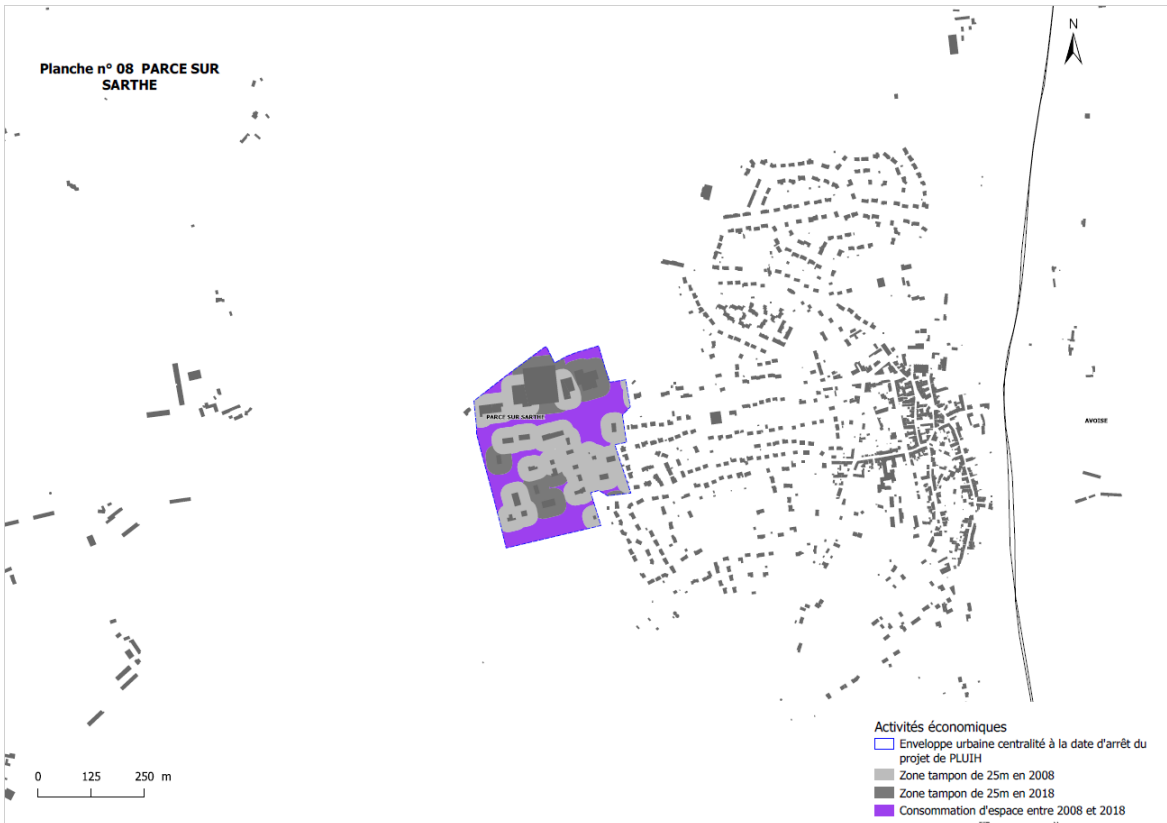 Planche n° 08 PARCE SUR
SARTHE
N
PARCE SUR SARTHE
AVOISE
Activités économiques
Enveloppe urbaine centralité à la date d'arrêt du
projet de PLUIH
Zone tampon de 25m en 2008
Zone tampon de 25m en 2018
Consommation d'espace entre 2008 et 2018
0 125 250 m